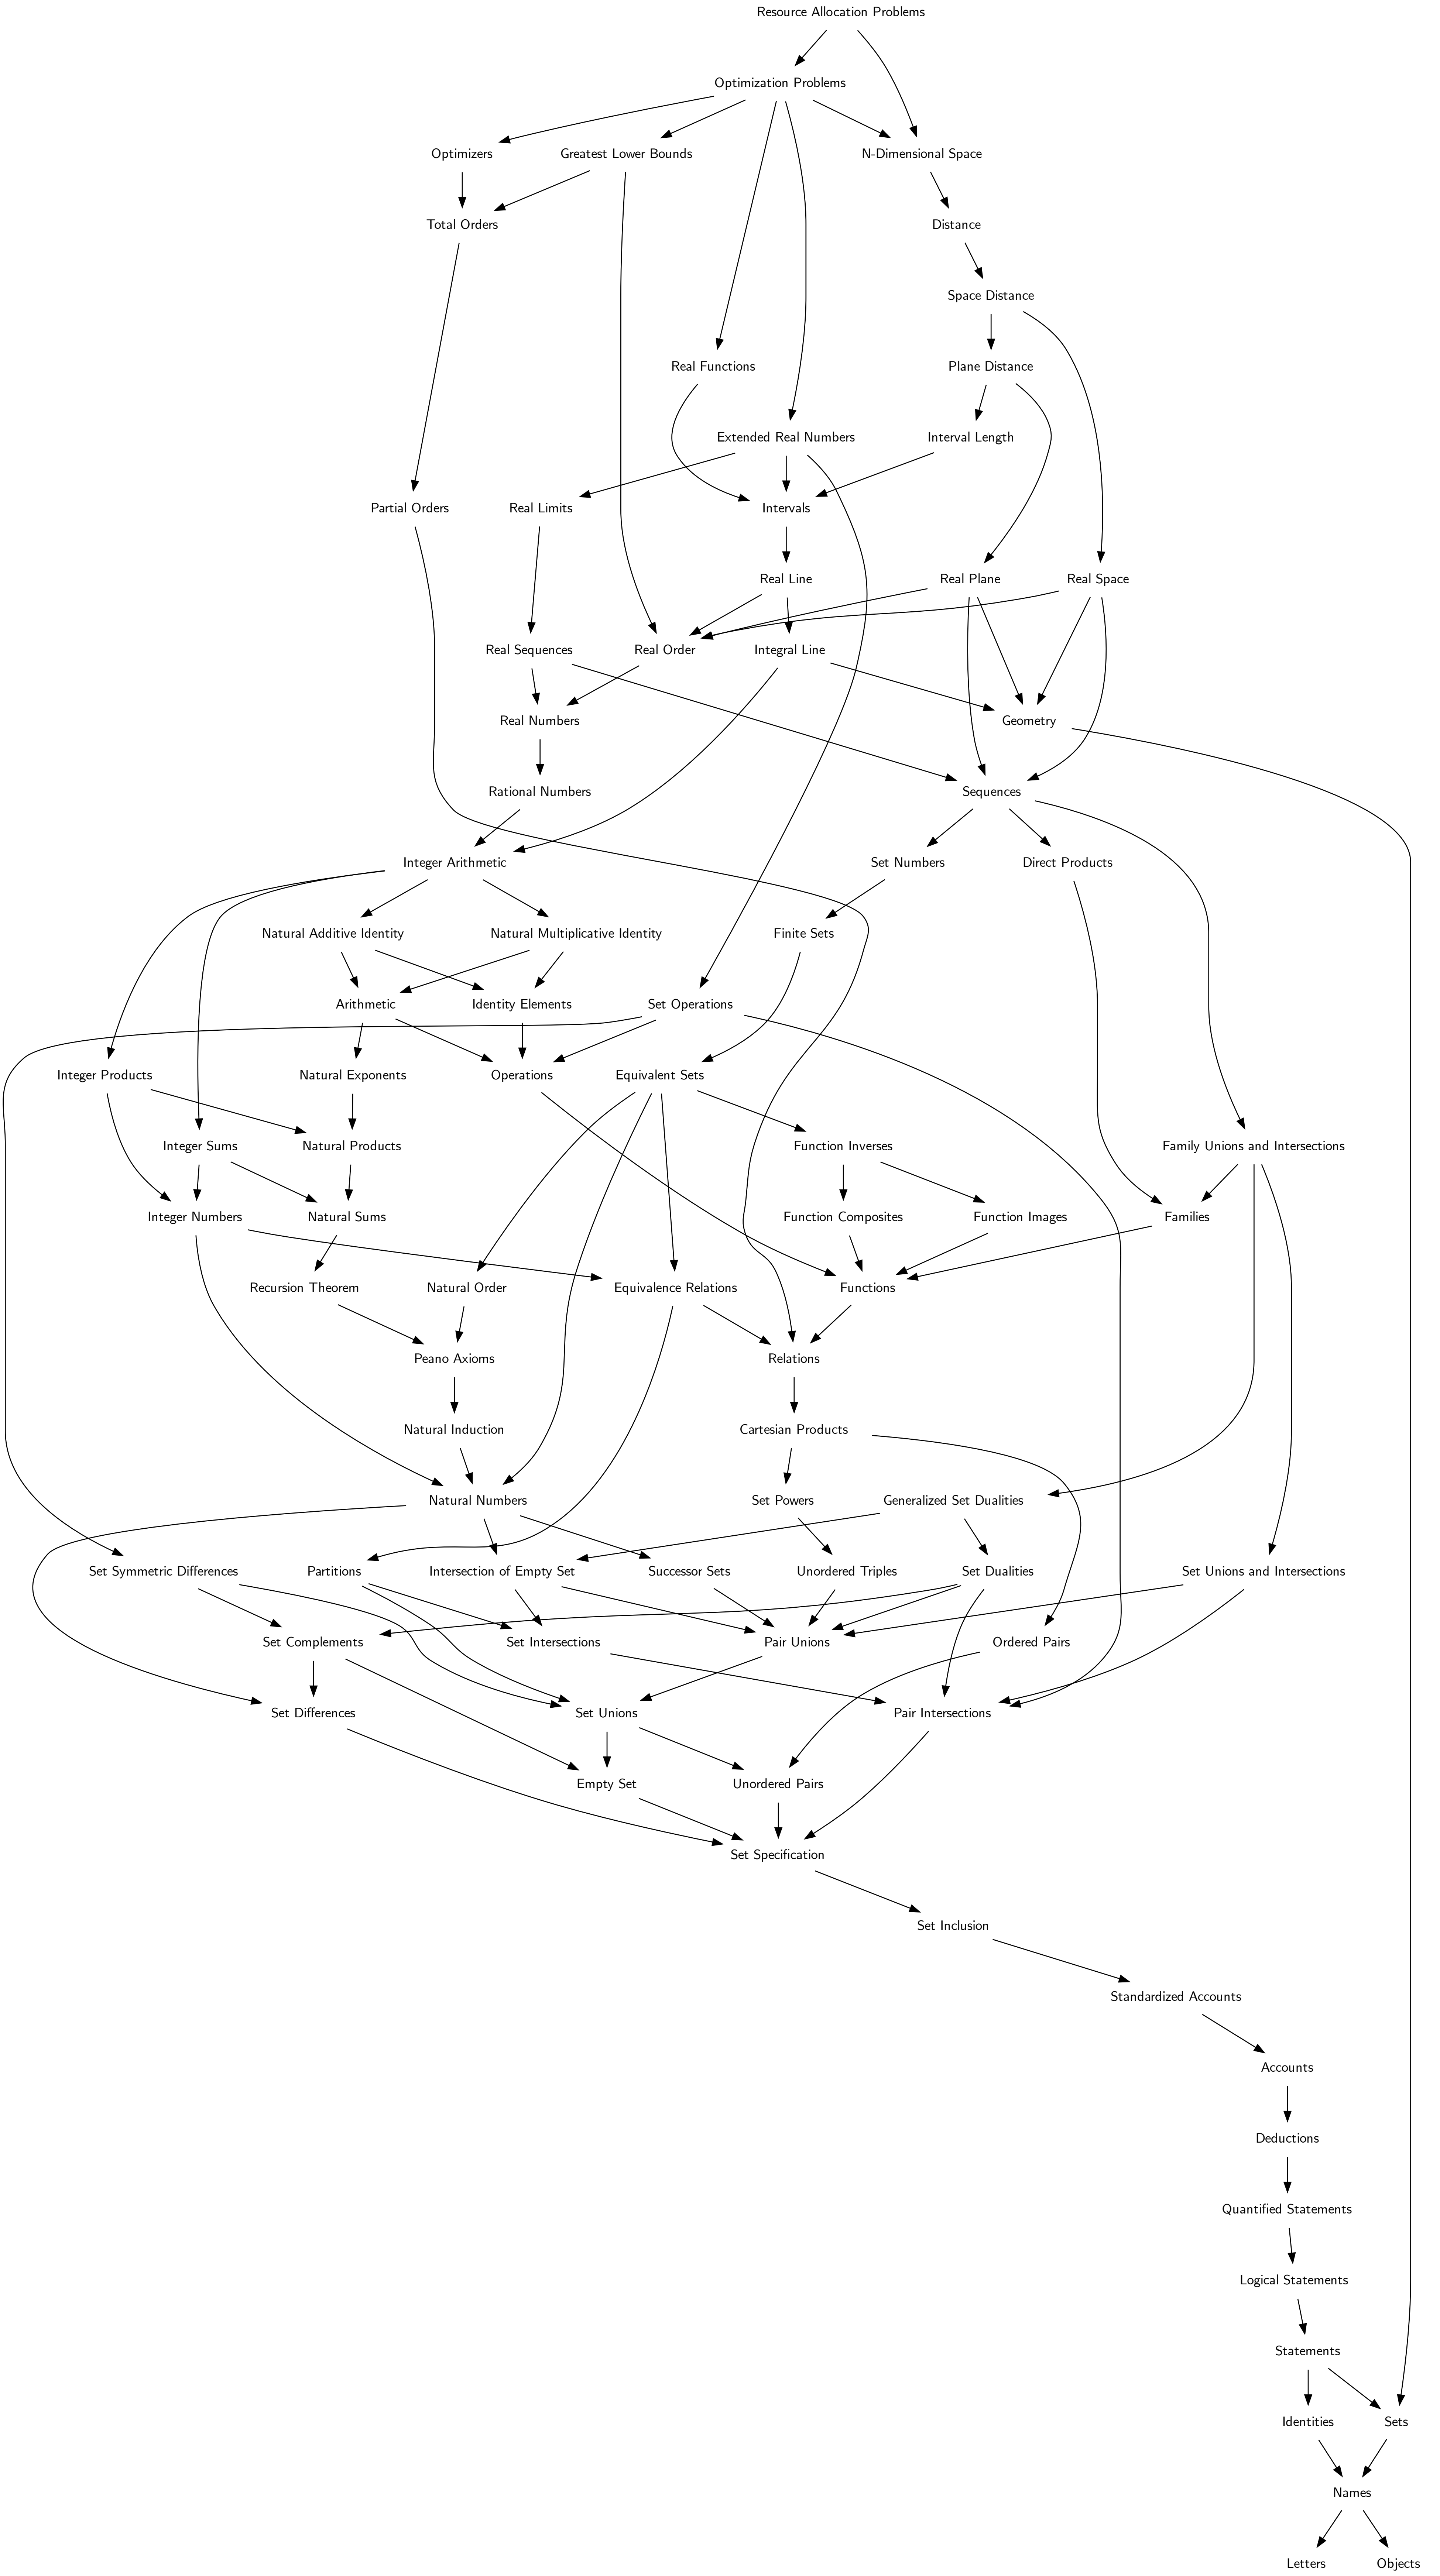 Resource Allocation Problems
Optimization Problems
Optimizers
Greatest Lower Bounds
N-Dimensional Space
Total Orders
Distance
Space Distance
Real Functions
Plane Distance
Extended Real Numbers
Interval Length
Partial Orders
Real Limits
Intervals
Real Line
Real Plane
Real Space
Real Sequences
Real Order
Integral Line
Real Numbers
Geometry
Rational Numbers
Sequences
Integer Arithmetic
Set Numbers
Direct Products
Natural Additive Identity
Natural Multiplicative Identity
Finite Sets
Arithmetic
Identity Elements
Set Operations
Integer Products
Natural Exponents
Operations
Equivalent Sets
Integer Sums
Natural Products
Function Inverses
Family Unions and Intersections
Integer Numbers
Natural Sums
Function Composites
Function Images
Families
Recursion Theorem
Natural Order
Equivalence Relations
Functions
Peano Axioms
Relations
Natural Induction
Cartesian Products
Natural Numbers
Set Powers
Generalized Set Dualities
Set Symmetric Differences
Partitions
Intersection of Empty Set
Successor Sets
Unordered Triples
Set Dualities
Set Unions and Intersections
Set Complements
Set Intersections
Pair Unions
Ordered Pairs
Set Differences
Set Unions
Pair Intersections
Empty Set
Unordered Pairs
Set Specification
Set Inclusion
Standardized Accounts
Accounts
Deductions
Quantified Statements
Logical Statements
Statements
Identities
Sets
Names
Letters
Objects